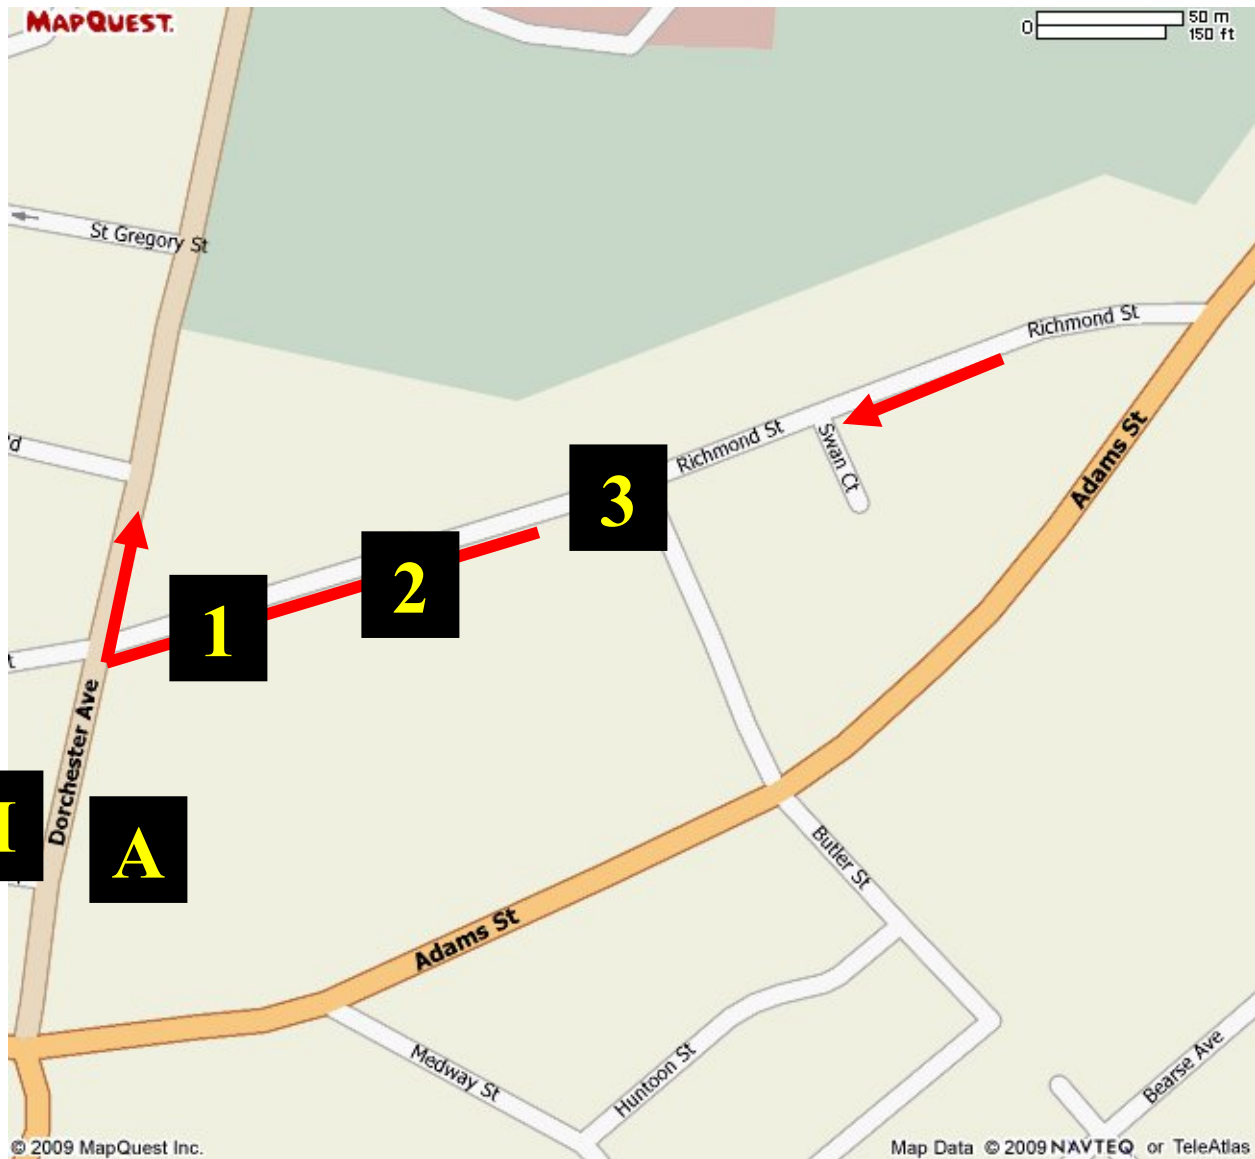 MAPQUEST.
0
50 m
150 ft
St Gregory St
Richmond St
Richmond St
Swan Ct
Adams St
3
2
1
Dorchester Ave
A
Butler St
Adams St
Medway St
Huntoon St
Bearse Ave
© 2009 MapQuest Inc.
Map Data © 2009 NAVTEQ or TeleAtlas